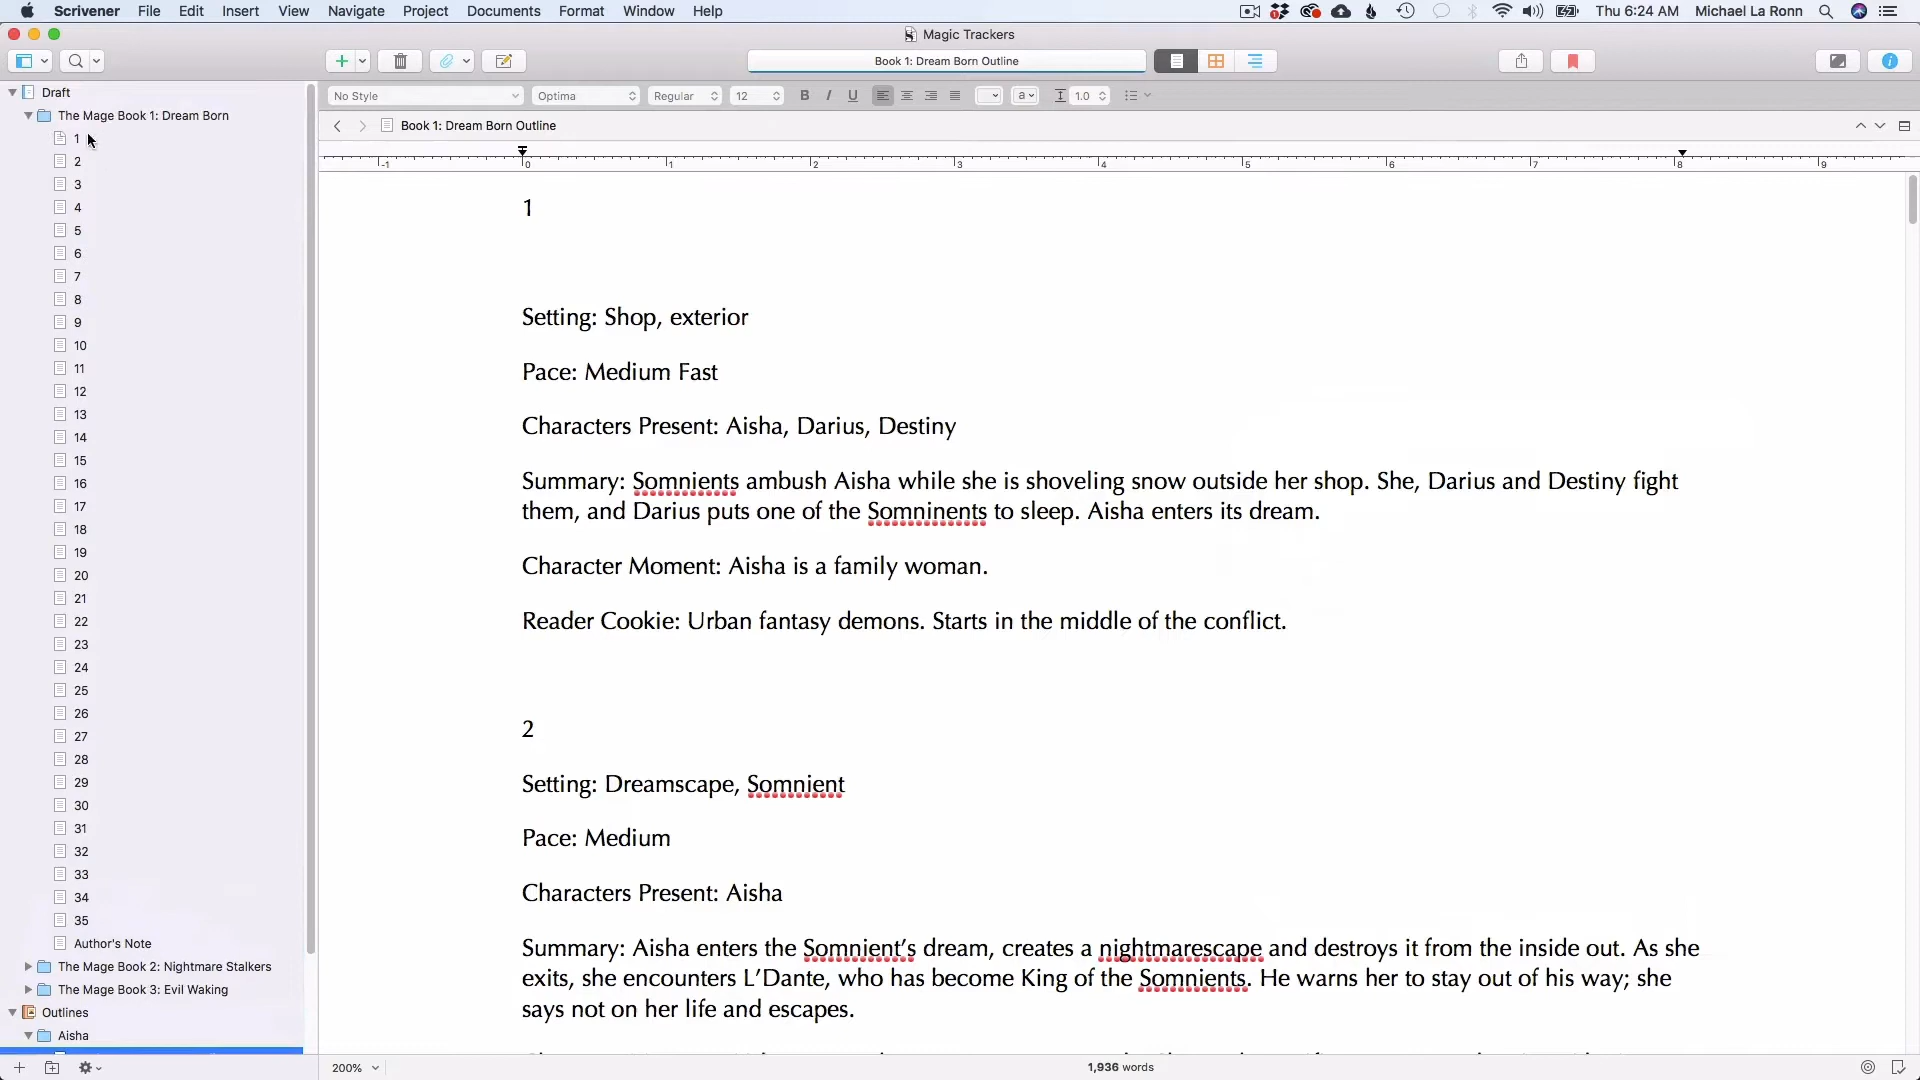 Scrivener File Edit Insert View Navigate Project Documents Format Window Help Thu 6:24 AM Michael La Ronn
Magic Trackers
Book 1: Dream Born Outline
No Style Optima Regular 12 B I U a 1.0
Book 1: Dream Born Outline
-1 0 1 2 3 4 5 6 7 8 9
Draft
The Mage Book 1: Dream Born
1
2
3
4
5
6
7
8
9
10
11
12
13
14
15
16
17
18
19
20
21
22
23
24
25
26
27
28
29
30
31
32
33
34
35
Author's Note
The Mage Book 2: Nightmare Stalkers
The Mage Book 3: Evil Waking
Outlines
Aisha
1
Setting: Shop, exterior
Pace: Medium Fast
Characters Present: Aisha, Darius, Destiny
Summary: Somnients ambush Aisha while she is shoveling snow outside her shop. She, Darius and Destiny fight
them, and Darius puts one of the Somninents to sleep. Aisha enters its dream.
Character Moment: Aisha is a family woman.
Reader Cookie: Urban fantasy demons. Starts in the middle of the conflict.
2
Setting: Dreamscape, Somnient
Pace: Medium
Characters Present: Aisha
Summary: Aisha enters the Somnient’s dream, creates a nightmarescape and destroys it from the inside out. As she
exits, she encounters L’Dante, who has become King of the Somnients. He warns her to stay out of his way; she
says not on her life and escapes.
200% 1,936 words